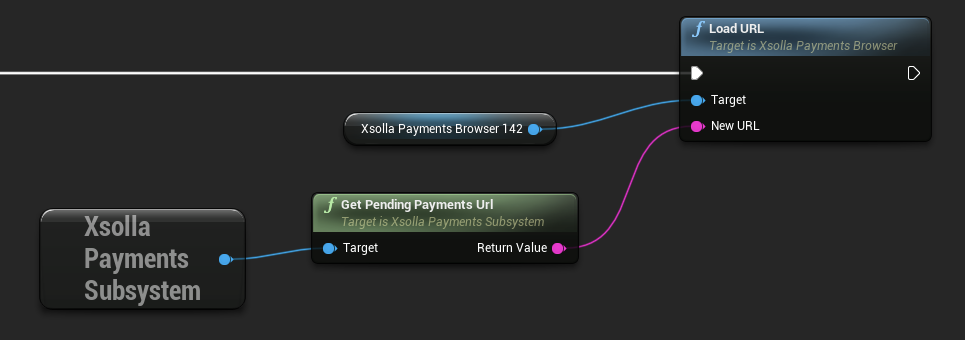 Load URL
Target is Xsolla Payments Browser
Target
New URL
Xsolla Payments Browser 142
Get Pending Payments Url
Target is Xsolla Payments Subsystem
Target
Return Value
Xsolla
Payments
Subsystem